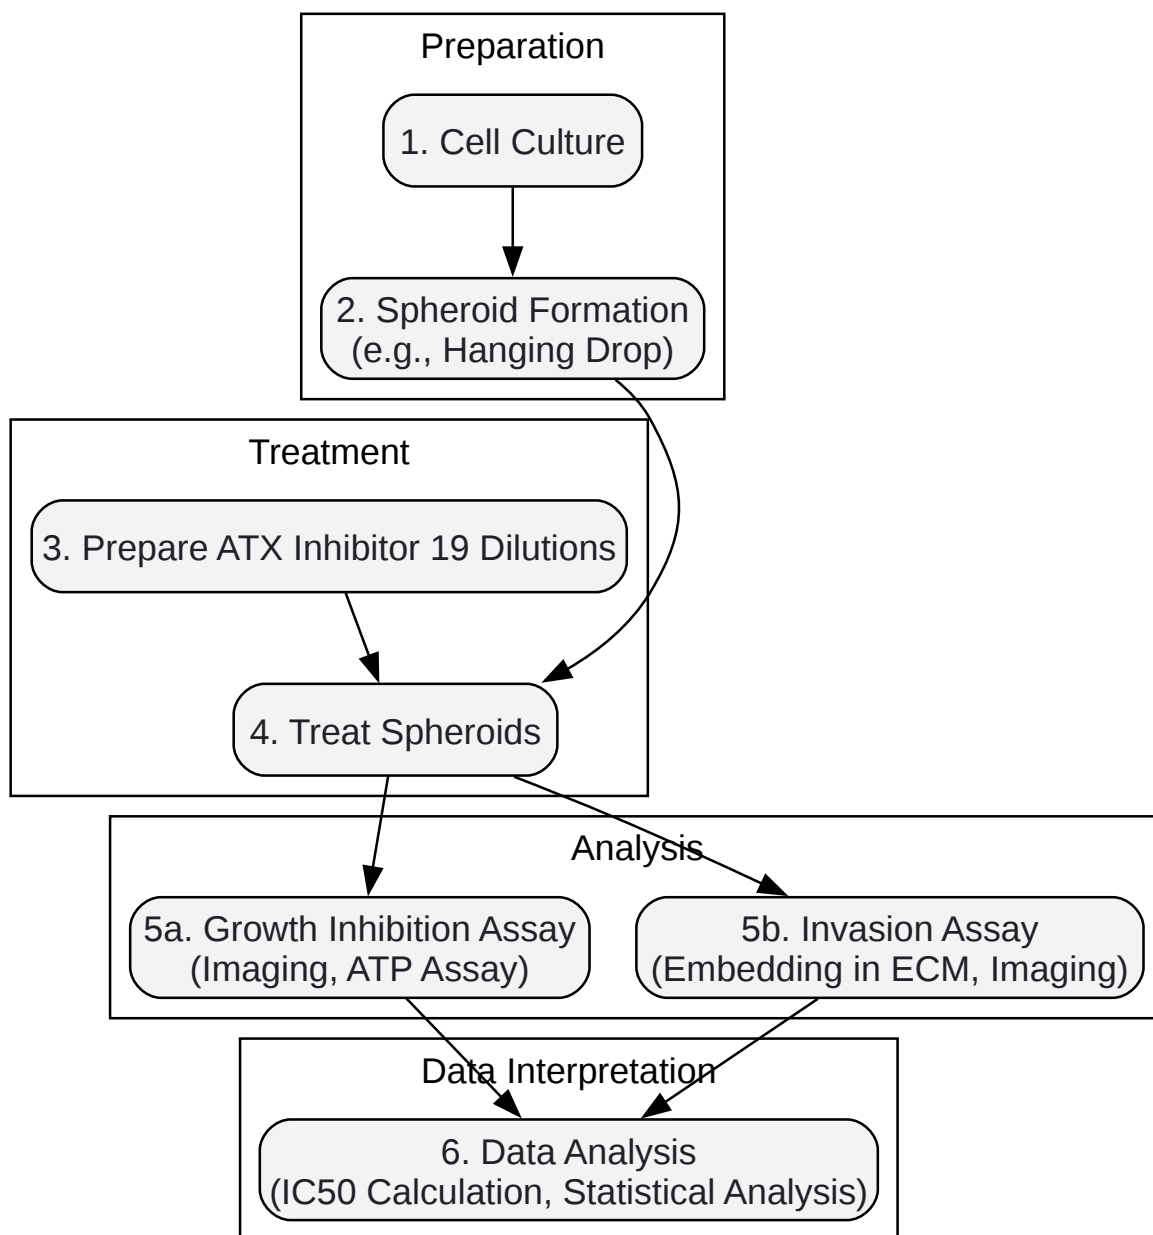 Preparation
1. Cell Culture
2. Spheroid Formation
(e.g., Hanging Drop)
Treatment
3. Prepare ATX Inhibitor 19 Dilutions
4. Treat Spheroids
Analysis
5a. Growth Inhibition Assay
(Imaging, ATP Assay)
5b. Invasion Assay
(Embedding in ECM, Imaging)
Data Interpretation
6. Data Analysis
(IC50 Calculation, Statistical Analysis)